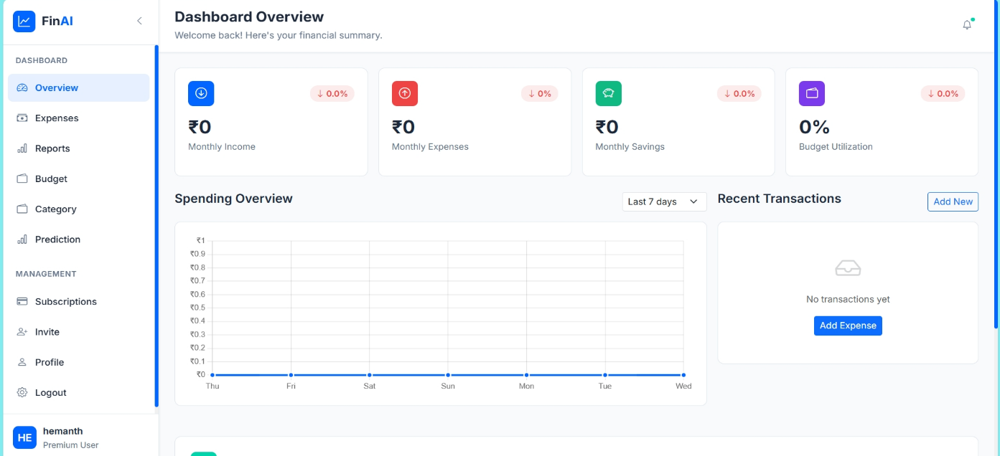 FinAI
DASHBOARD
Overview
Expenses
Reports
Budget
Category
Prediction
MANAGEMENT
Subscriptions
Invite
Profile
Logout
HE
hemanth
Premium User
Dashboard Overview
Welcome back! Here's your financial summary.
↓ 0.0%
₹0
Monthly Income
↓ 0%
₹0
Monthly Expenses
↓ 0.0%
₹0
Monthly Savings
↓ 0.0%
0%
Budget Utilization
Spending Overview
Last 7 days
₹1
₹0.9
₹0.8
₹0.7
₹0.6
₹0.5
₹0.4
₹0.3
₹0.2
₹0.1
₹0
Thu Fri Sat Sun Mon Tue Wed
Recent Transactions
Add New
No transactions yet
Add Expense